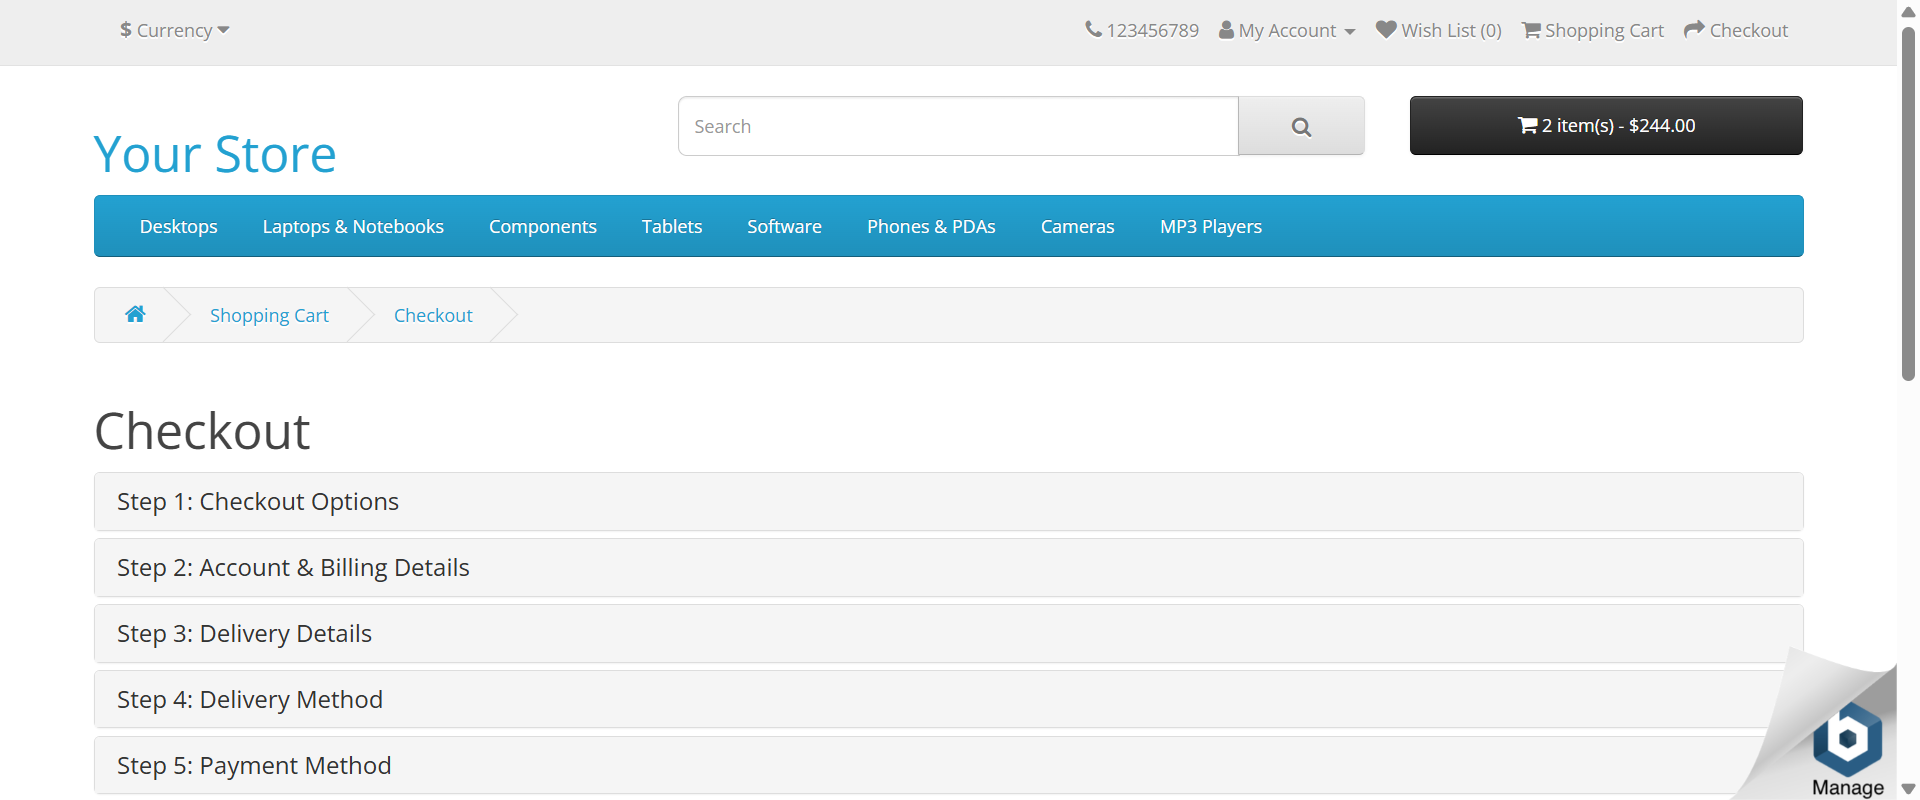 $ Currency
123456789 My Account Wish List (0) Shopping Cart Checkout
Search
2 item(s) - $244.00
Your Store
Desktops Laptops & Notebooks Components Tablets Software Phones & PDAs Cameras MP3 Players
Shopping Cart Checkout
Checkout
Step 1: Checkout Options
Step 2: Account & Billing Details
Step 3: Delivery Details
Step 4: Delivery Method
Step 5: Payment Method
b
Manage